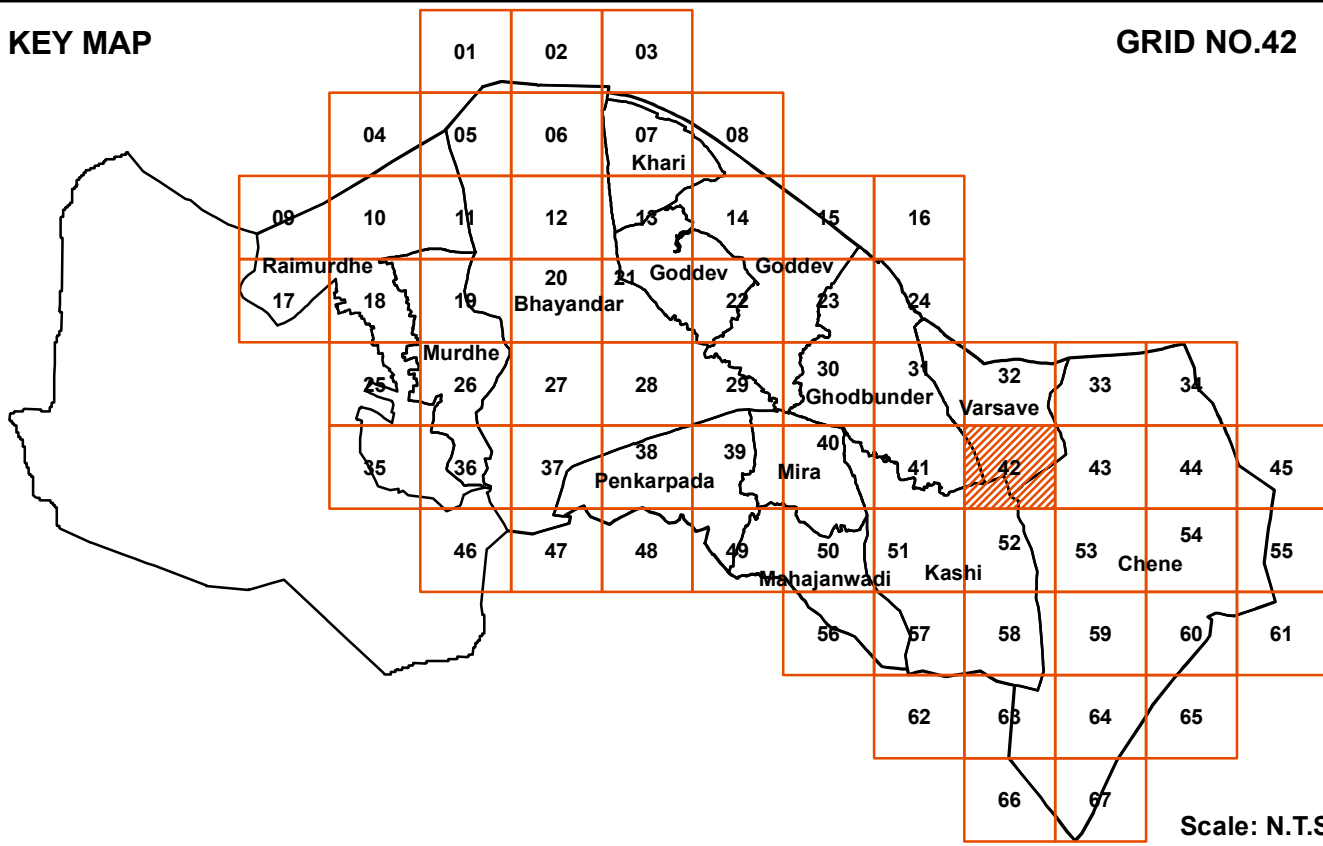 KEY MAP
GRID NO.42
01 02 03
04 05 06 07 08
Khari
09 10 11 12 13 14 15 16
Raimurdhe Goddev Goddev
17 18 19 20 21 22 23 24
Bhayandar
Murdhe
25 26 27 28 29 30 31 32 33 34
Ghodbunder Varsave
35 36 37 38 39 40 41 42 43 44 45
Penkarpada Mira
46 47 48 49 50 51 52 53 54 55
Mahajanwadi Kashi Chene
56 57 58 59 60 61
62 63 64 65
66 67
Scale: N.T.S